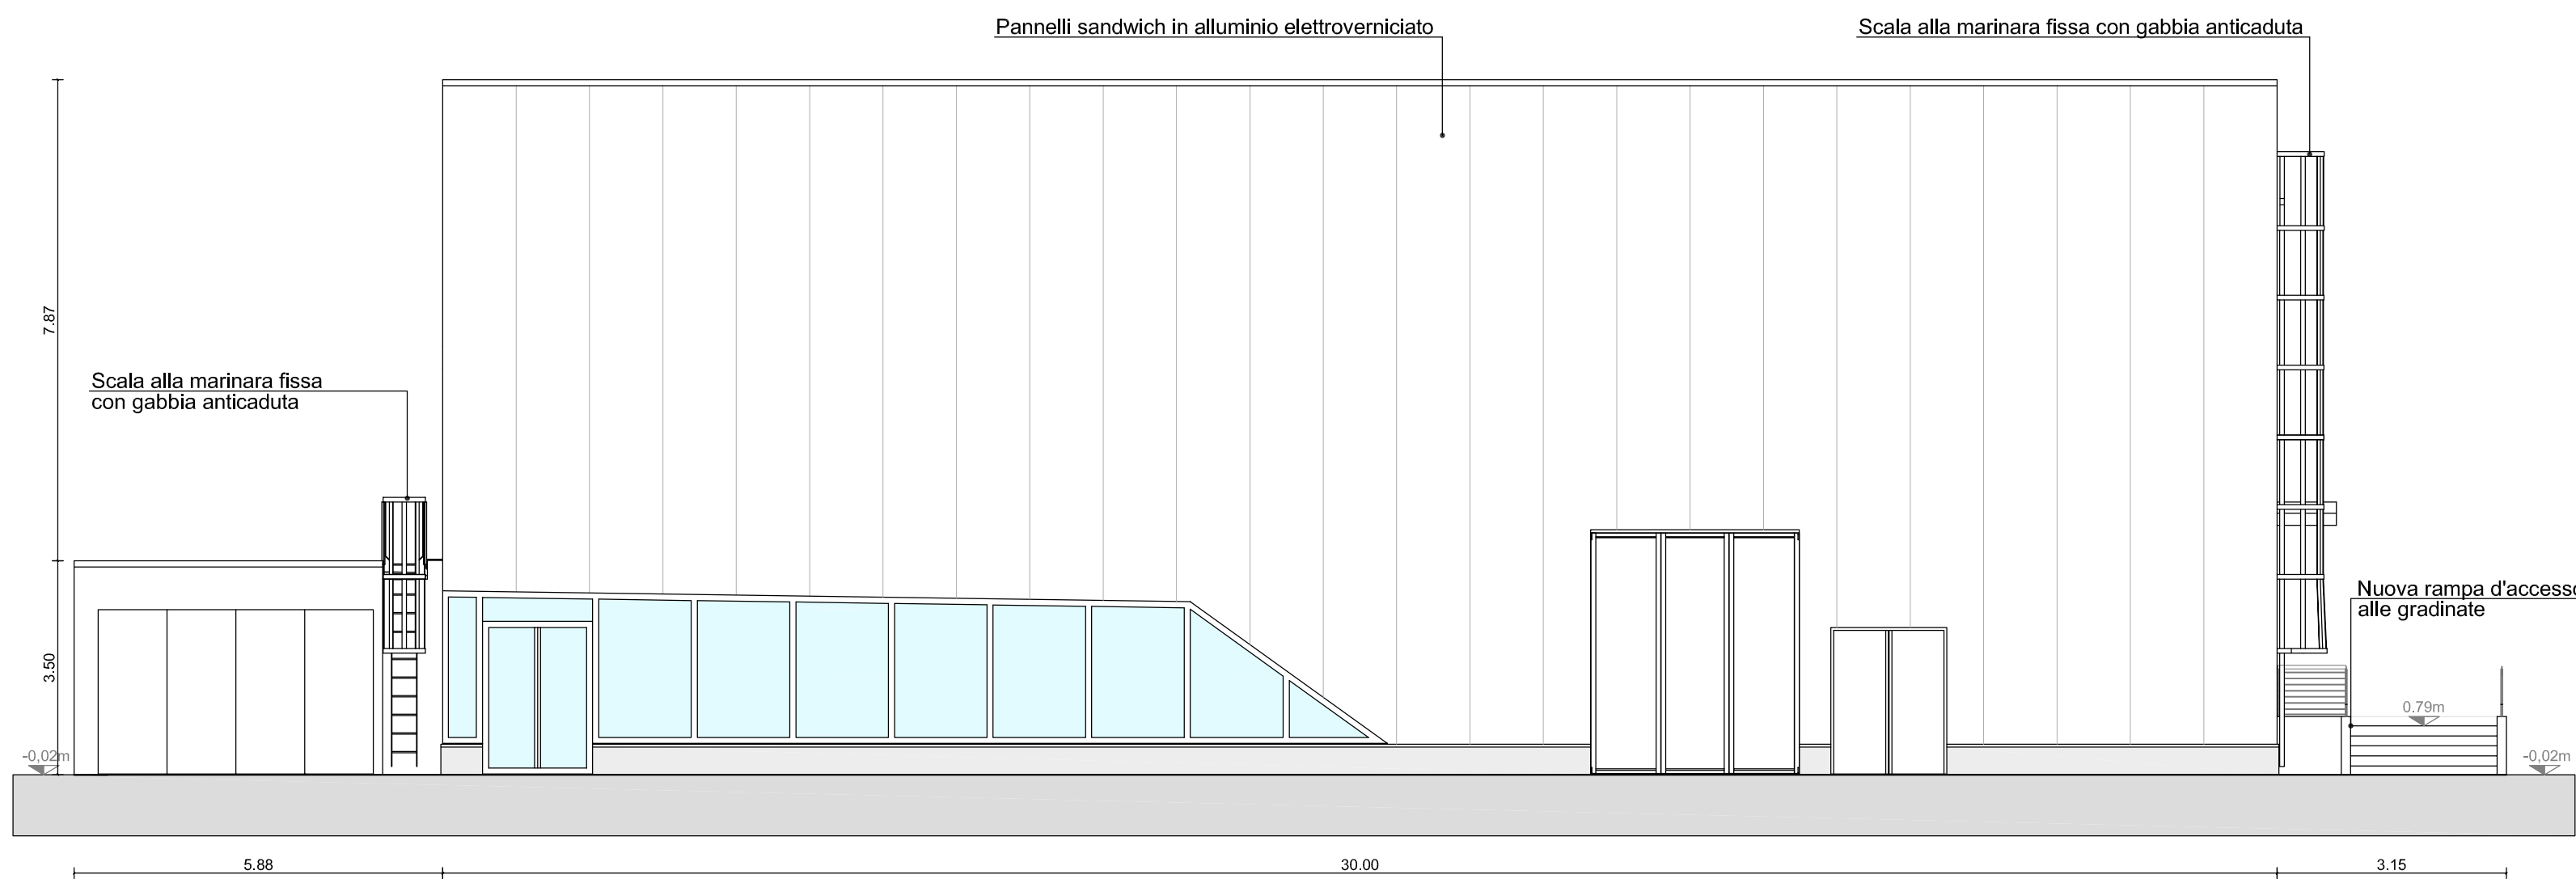 Pannelli sandwich in alluminio elettroverniciato
Scala alla marinara fissa con gabbia anticaduta
7.87
Scala alla marinara fissa
con gabbia anticaduta
3.50
Nuova rampa d'accesso
alle gradinate
0.79m
-0,02m
-0,02m
5.88
30.00
3.15